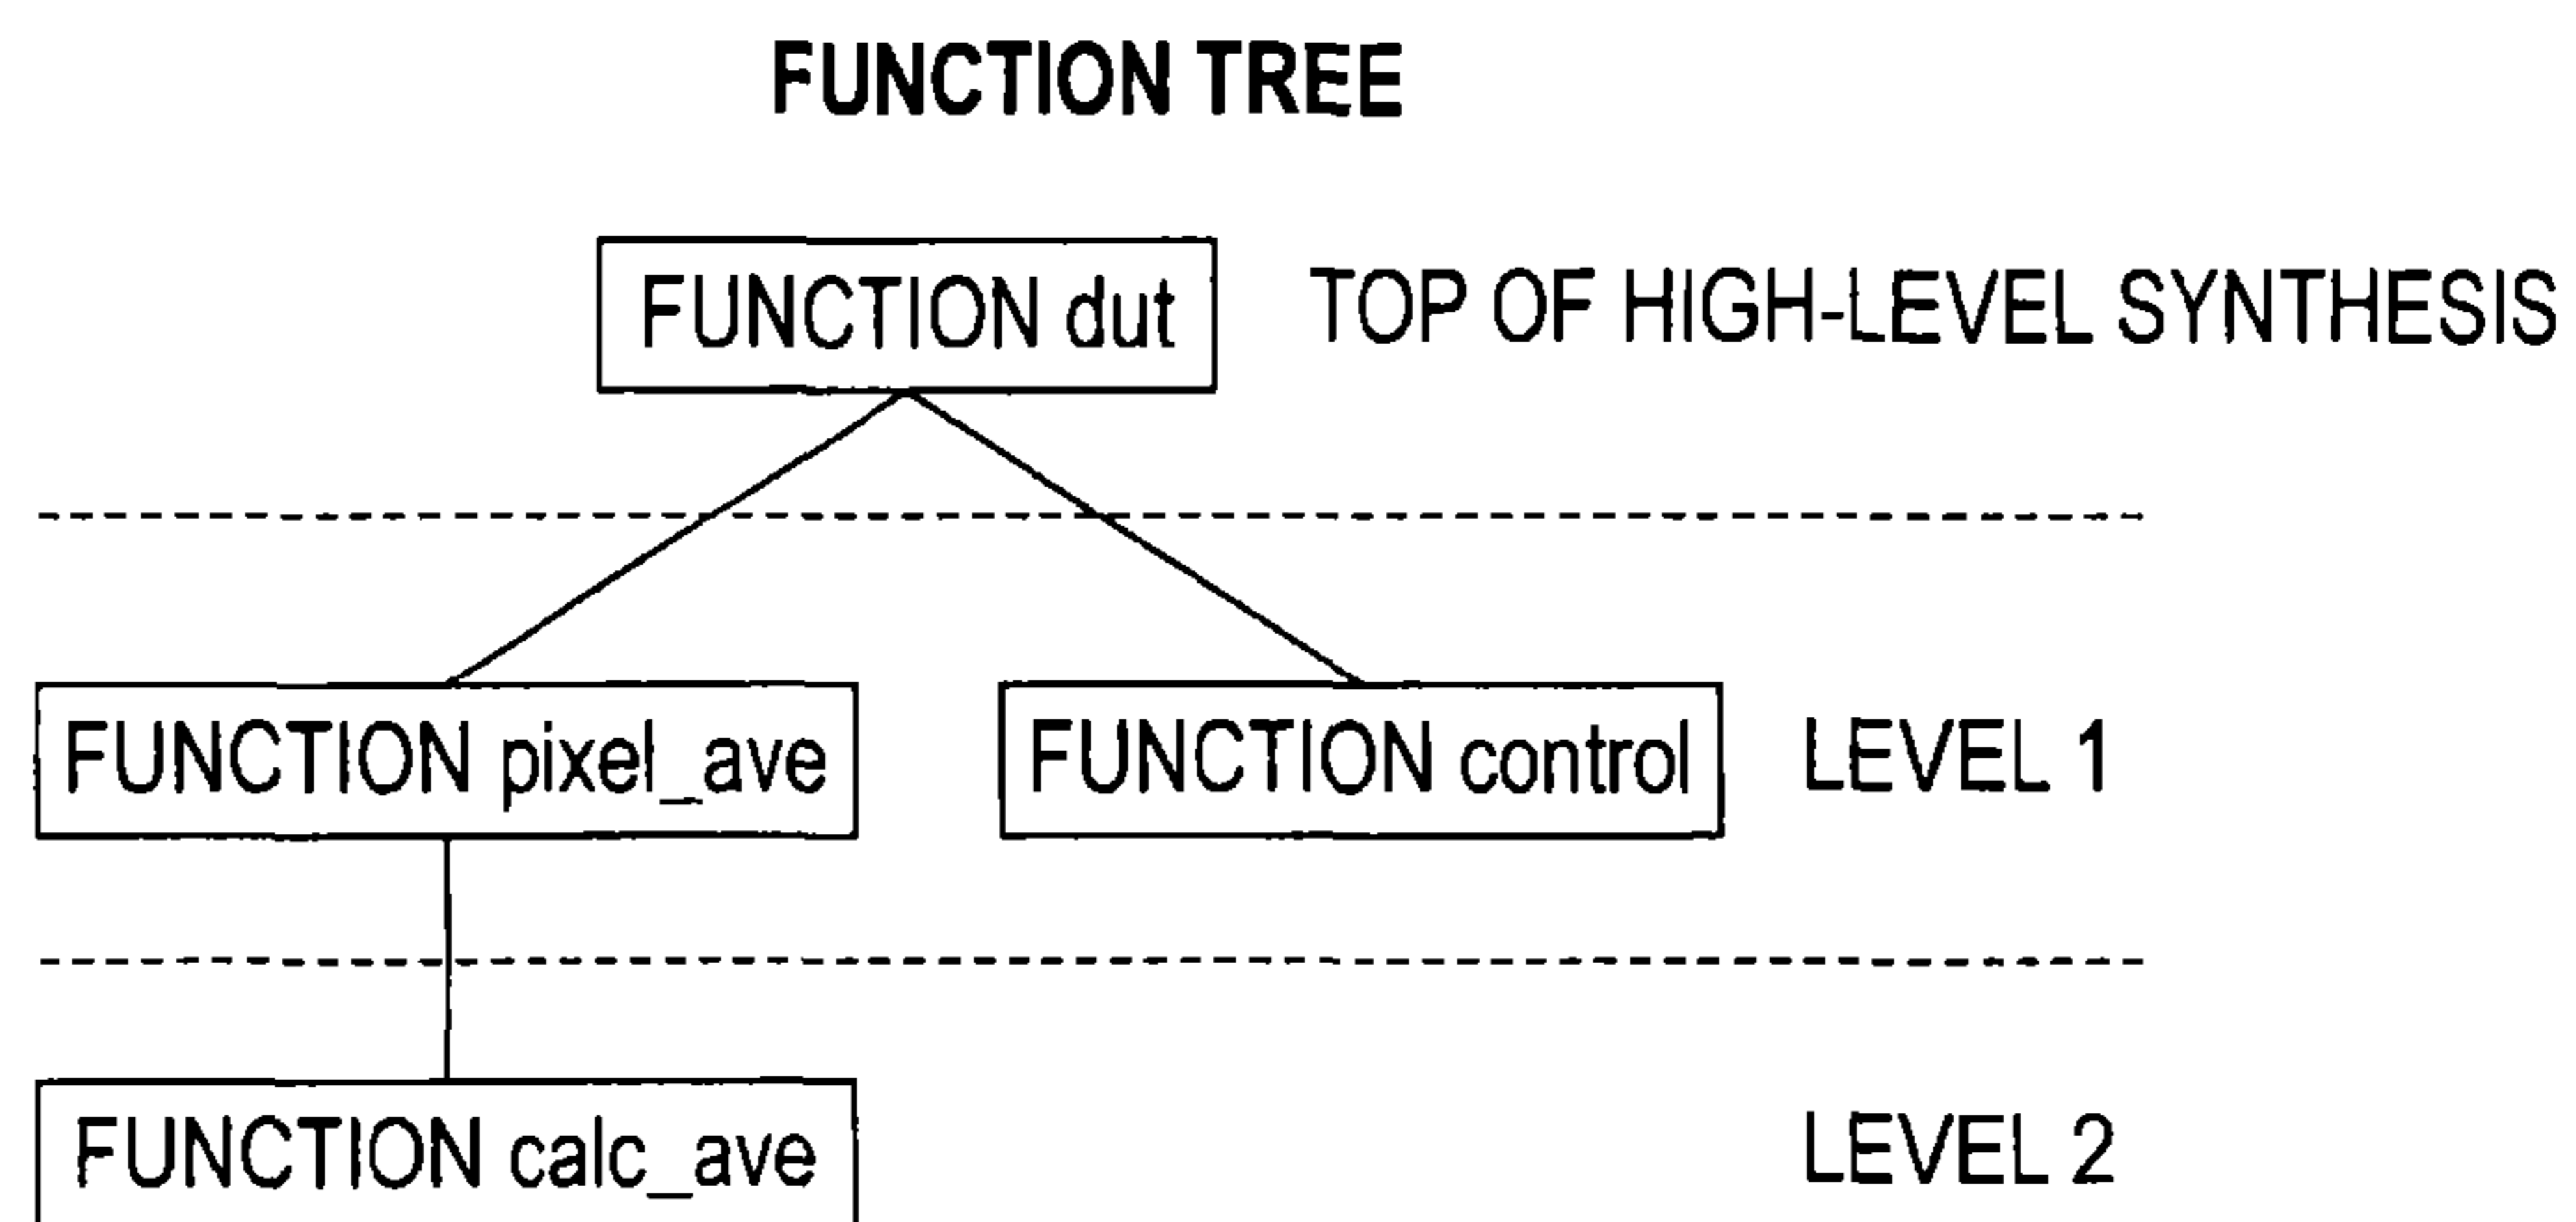 FUNCTION TREE
FUNCTION dut TOP OF HIGH-LEVEL SYNTHESIS
FUNCTION pixel_ave FUNCTION control LEVEL 1
FUNCTION calc_ave LEVEL 2